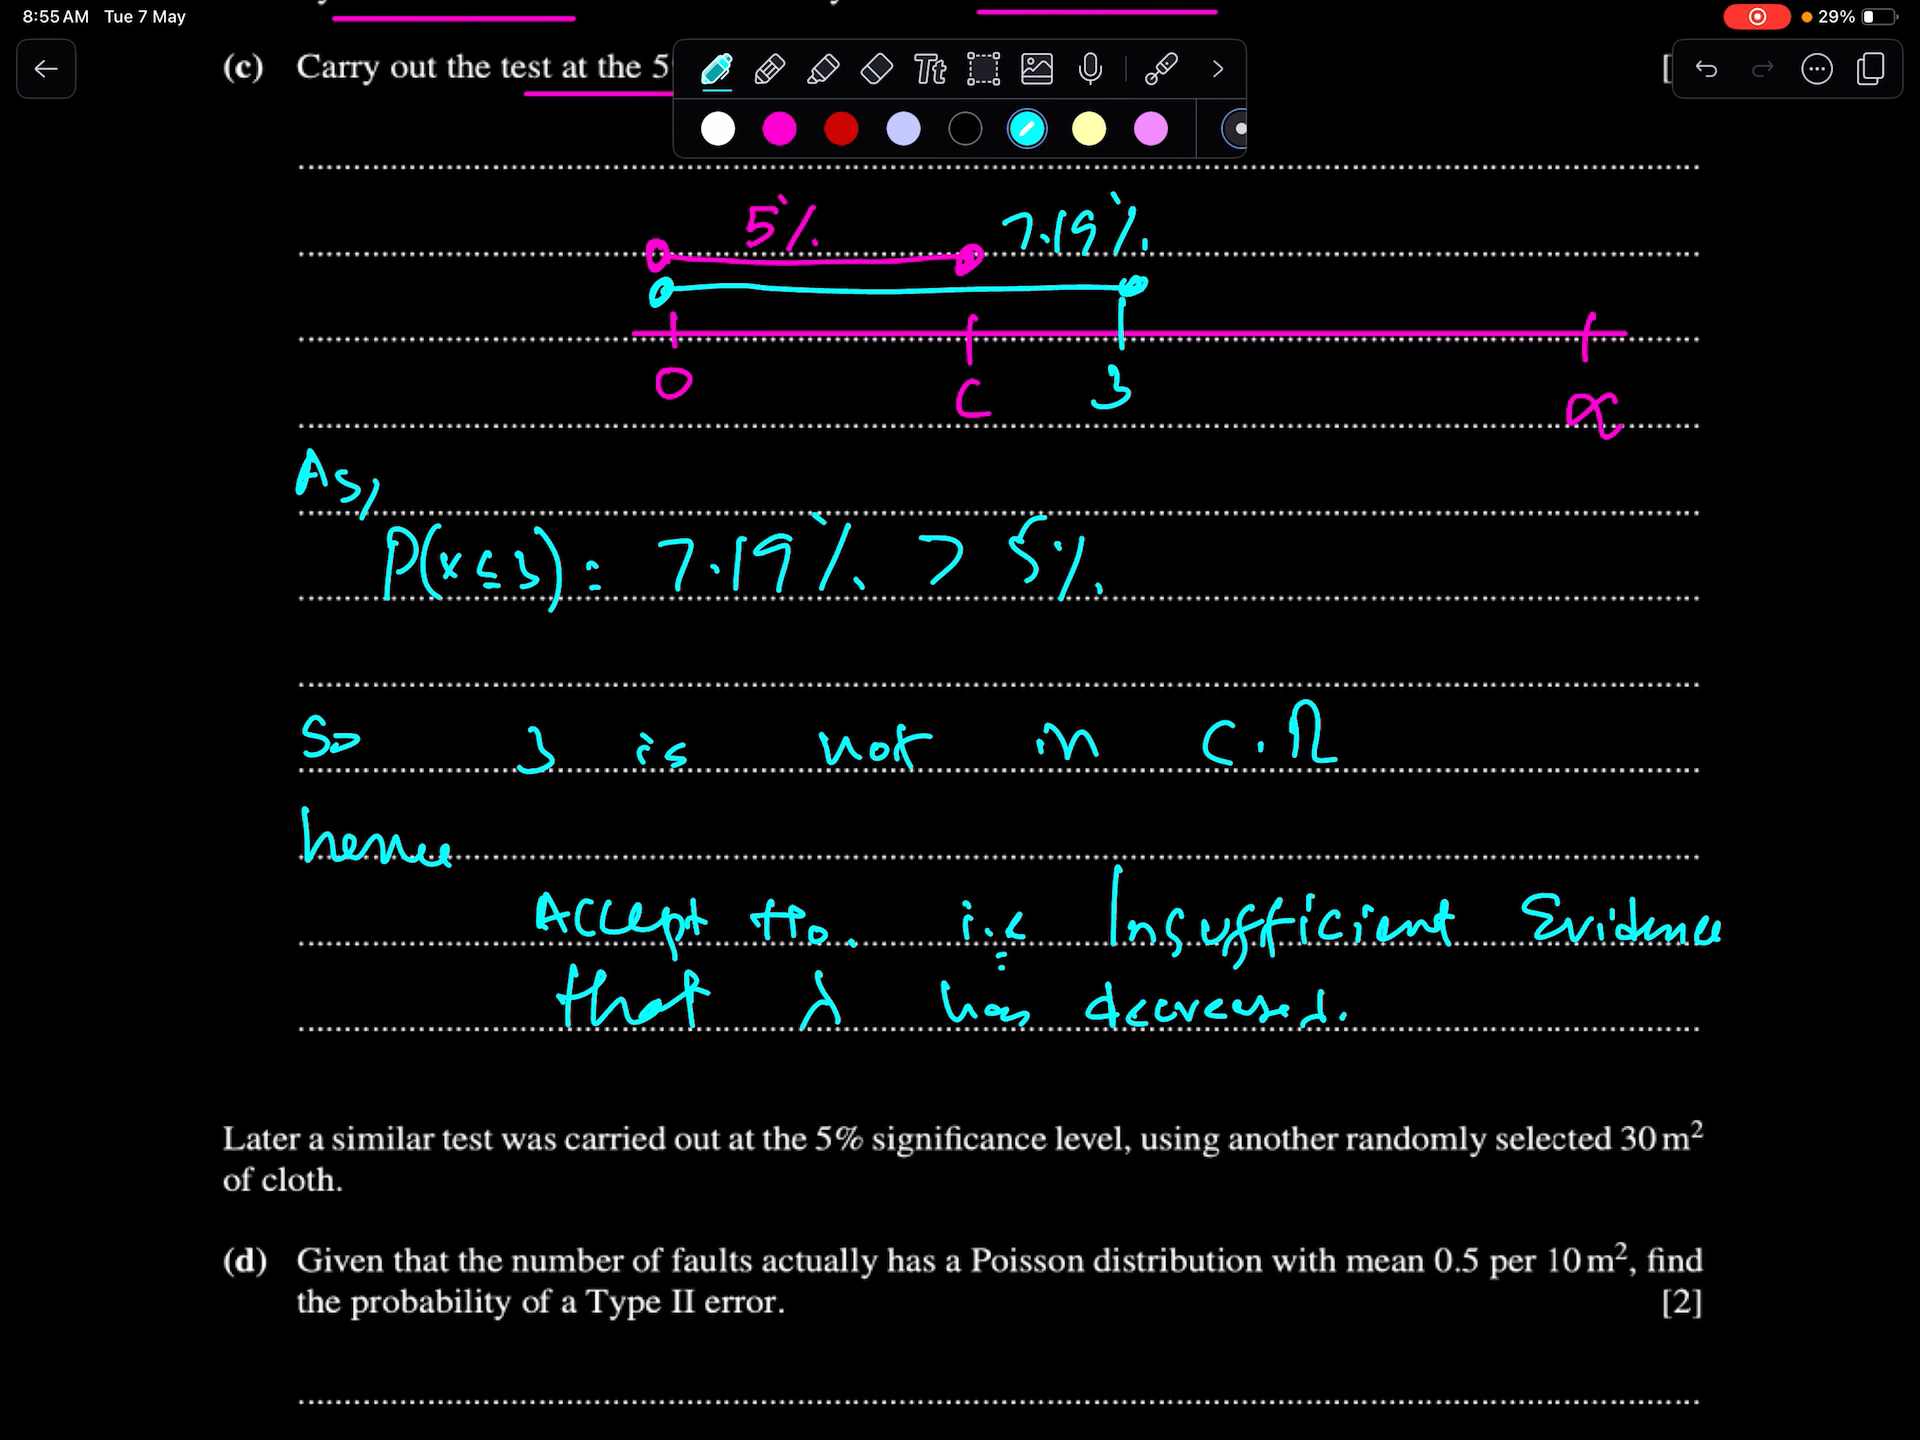 8:55 AM Tue 7 May
29%
(c) Carry out the test at the 5
Tt
[
5% 7.19%
0 C 3 ∞
As,
P(x ≤ 3) = 7.19% > 5%
So 3 is not in C.R
hence
Accept H₀. i.e Insufficient Evidence
that λ has decreased.
Later a similar test was carried out at the 5% significance level, using another randomly selected 30 m²
of cloth.
(d) Given that the number of faults actually has a Poisson distribution with mean 0.5 per 10 m², find
the probability of a Type II error. [2]